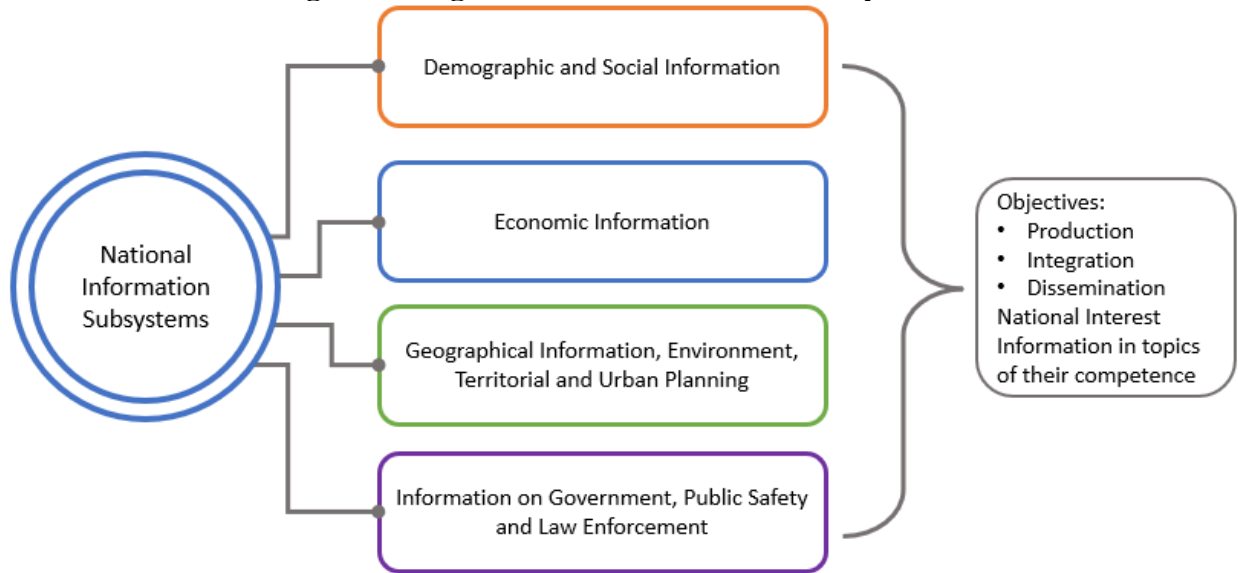 National
Information
Subsystems
Demographic and Social Information
Economic Information
Geographical Information, Environment,
Territorial and Urban Planning
Information on Government, Public Safety
and Law Enforcement
Objectives:
• Production
• Integration
• Dissemination
National Interest
Information in topics
of their competence